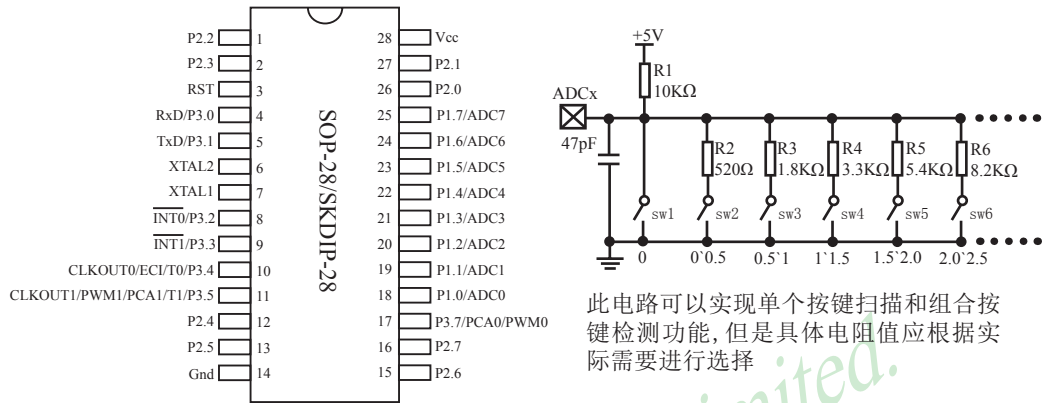 P2.2 1
P2.3 2
RST 3
RxD/P3.0 4
TxD/P3.1 5
XTAL2 6
XTAL1 7
INT0/P3.2 8
INT1/P3.3 9
CLKOUT0/ECI/T0/P3.4 10
CLKOUT1/PWM1/PCA1/T1/P3.5 11
P2.4 12
P2.5 13
Gnd 14
SOP-28/SKDIP-28
28 Vcc
27 P2.1
26 P2.0
25 P1.7/ADC7
24 P1.6/ADC6
23 P1.5/ADC5
22 P1.4/ADC4
21 P1.3/ADC3
20 P1.2/ADC2
19 P1.1/ADC1
18 P1.0/ADC0
17 P3.7/PCA0/PWM0
16 P2.7
15 P2.6
+5V
R1
10KΩ
ADCx
47pF
R2 R3 R4 R5 R6
520Ω 1.8KΩ 3.3KΩ 5.4KΩ 8.2KΩ
sw1 sw2 sw3 sw4 sw5 sw6
0 0`0.5 0.5`1 1`1.5 1.5`2.0 2.0`2.5
此电路可以实现单个按键扫描和组合按
键检测功能,但是具体电阻值应根据实
际需要进行选择